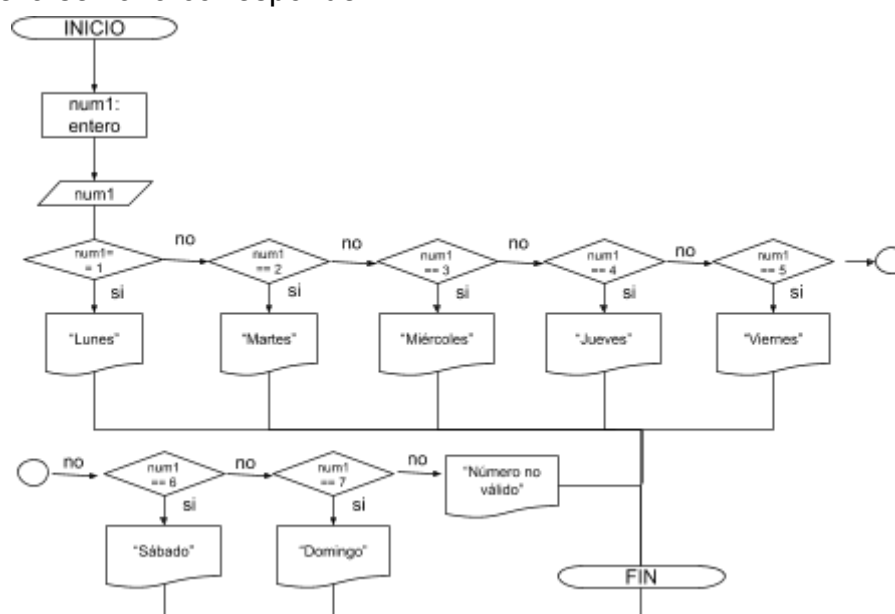 INICIO
num1:
entero
num1
num1=
= 1
no
num1
== 2
no
num1
== 3
no
num1
== 4
no
num1
== 5
si
si
si
si
si
"Lunes"
"Martes"
"Miércoles"
"Jueves"
"Viernes"
no
num1
== 6
no
num1
== 7
no
"Número no
válido"
si
si
"Sábado"
"Domingo"
FIN